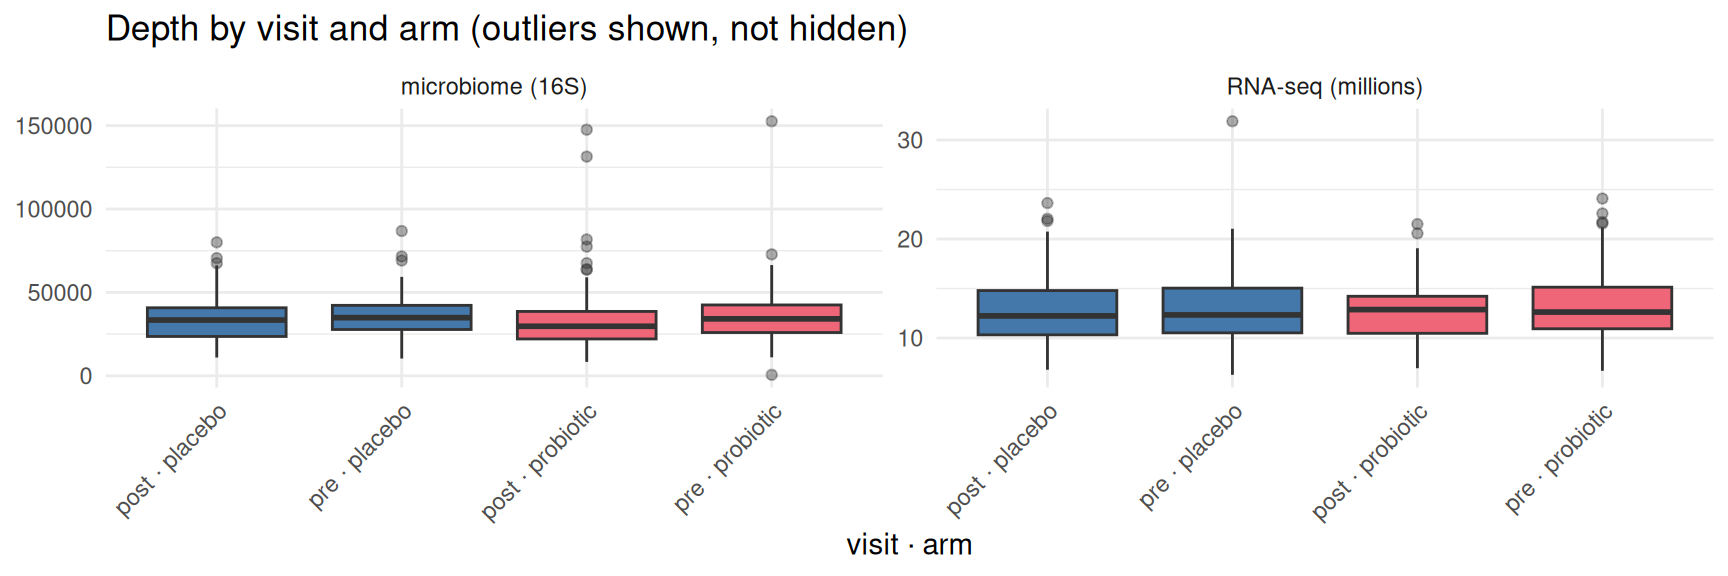 Depth by visit and arm (outliers shown, not hidden)
microbiome (16S)
150000
100000
50000
0
post · placebo
pre · placebo
post · probiotic
pre · probiotic
RNA-seq (millions)
30
20
10
post · placebo
pre · placebo
post · probiotic
pre · probiotic
visit · arm